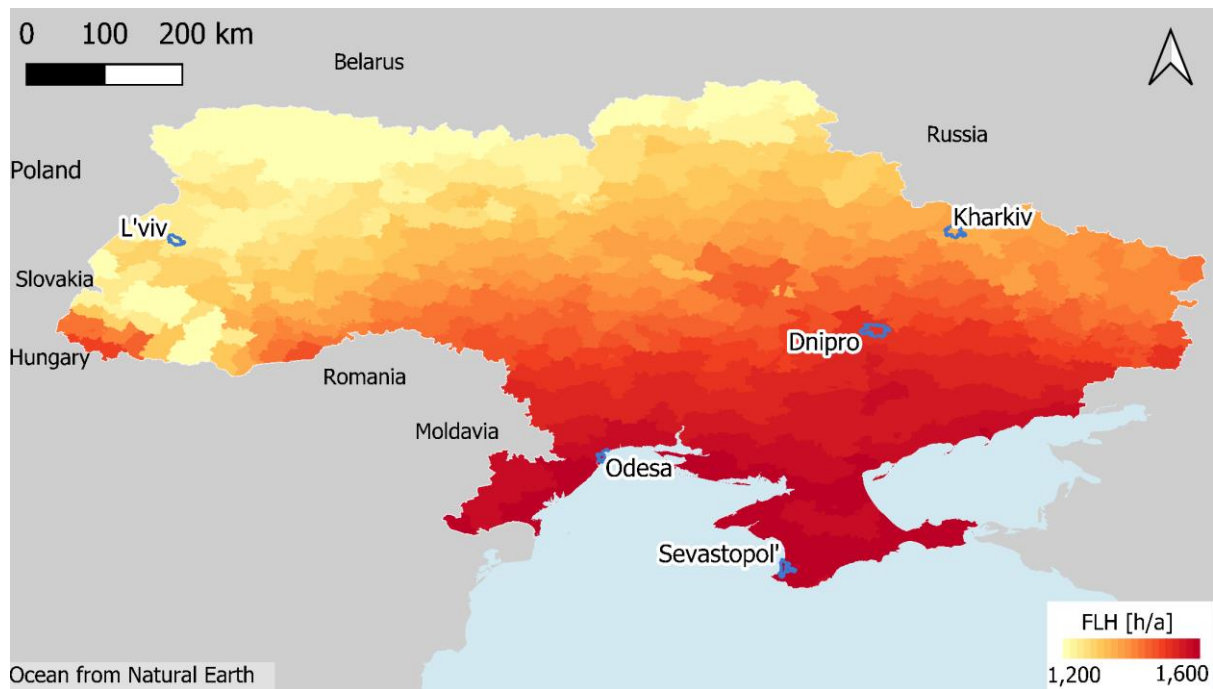 0 100 200 km
Belarus
Russia
Poland
L'viv
Kharkiv
Slovakia
Dnipro
Hungary
Romania
Moldavia
Odesa
Sevastopol'
FLH [h/a]
1,200 1,600
Ocean from Natural Earth